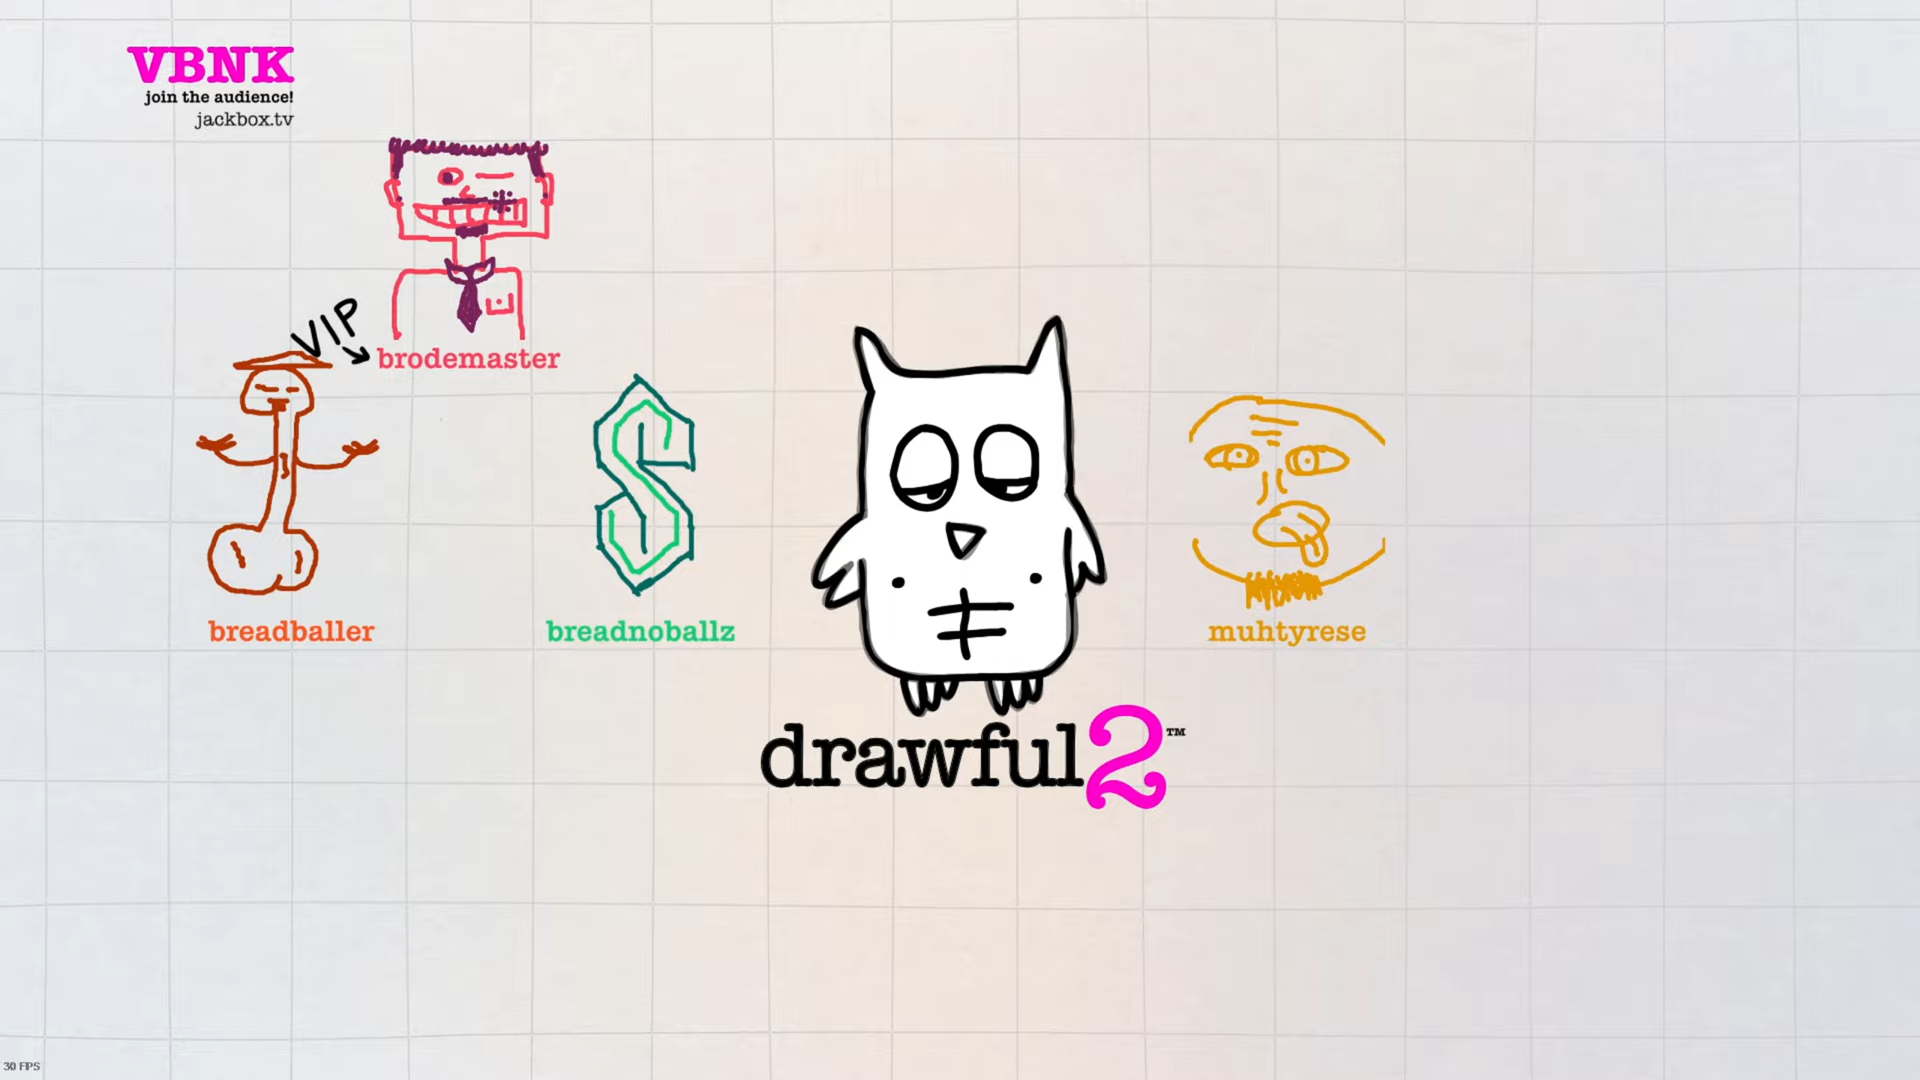 VBNK
join the audience!
jackbox.tv
VIP
brodemaster
breadballer
breadnoballz
muhtyrese
drawful2™
30 FPS